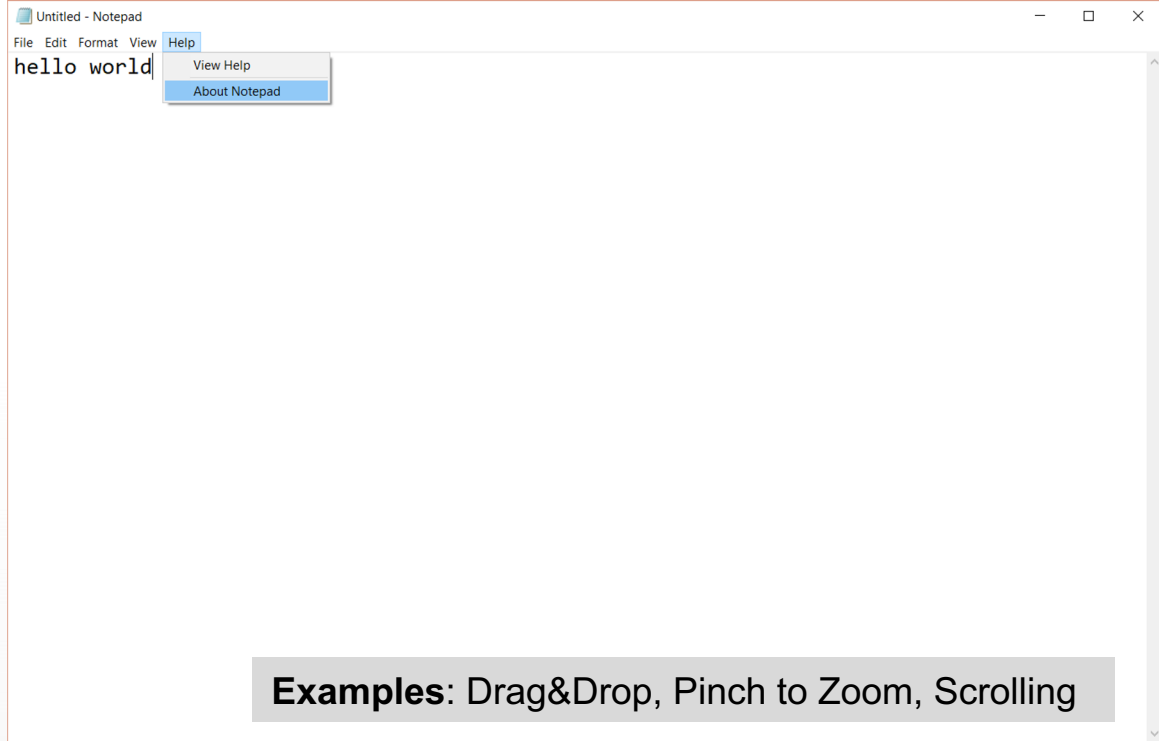 Untitled - Notepad
File Edit Format View Help
hello world
View Help
About Notepad
Examples: Drag&Drop, Pinch to Zoom, Scrolling